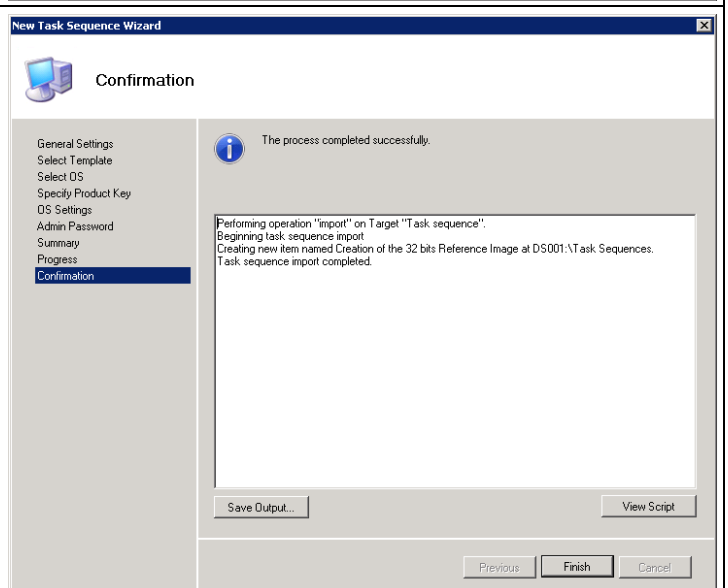 New Task Sequence Wizard
Confirmation
General Settings
Select Template
Select OS
Specify Product Key
OS Settings
Admin Password
Summary
Progress
Confirmation
The process completed successfully.
Performing operation "import" on Target "Task sequence".
Beginning task sequence import
Creating new item named Creation of the 32 bits Reference Image at DS001:\Task Sequences.
Task sequence import completed.
Save Output...
View Script
Previous
Finish
Cancel